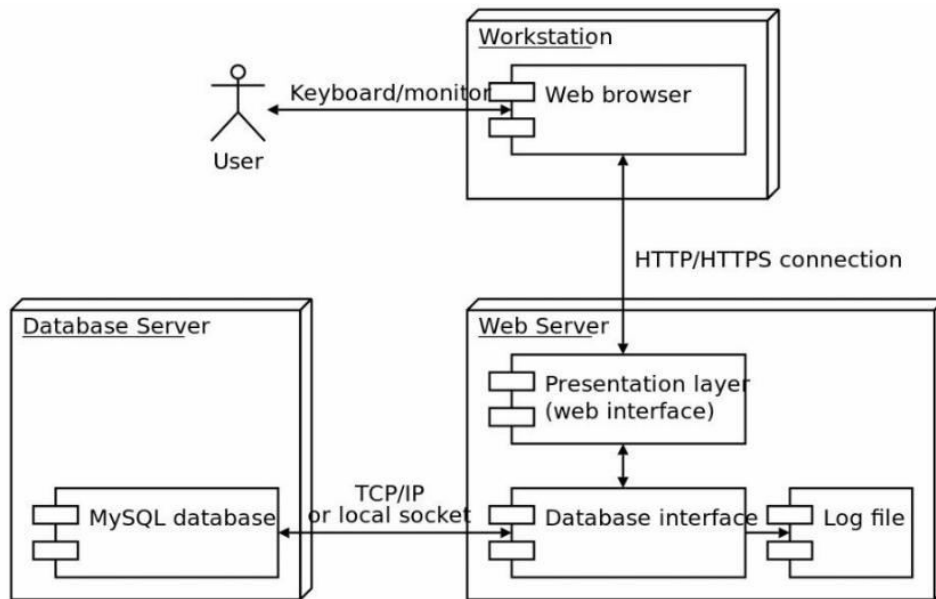 Workstation
Keyboard/monitor
Web browser
User
HTTP/HTTPS connection
Database Server
Web Server
Presentation layer
(web interface)
TCP/IP
or local socket
MySQL database
Database interface
Log file